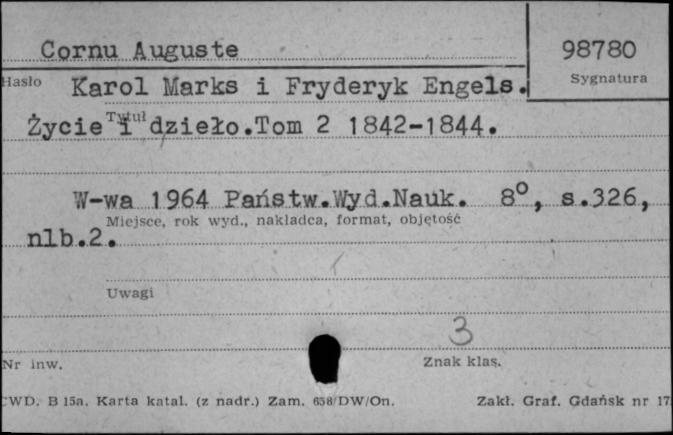 Cornu Auguste
98780
Hasło
Sygnatura
Karol Marks i Fryderyk Engels.
Tytuł
Życie i dzieło.Tom 2 1842-1844.
W-wa 1964 Państw.Wyd.Nauk. 8°, s.326,
Miejsce, rok wyd., nakładca, format, objętość
nlb.2.
Uwagi
3
Nr inw.
Znak klas.
CWD. B 15a. Karta katal. (z nadr.) Zam. 658/DW/On.
Zakł. Graf. Gdańsk nr 17